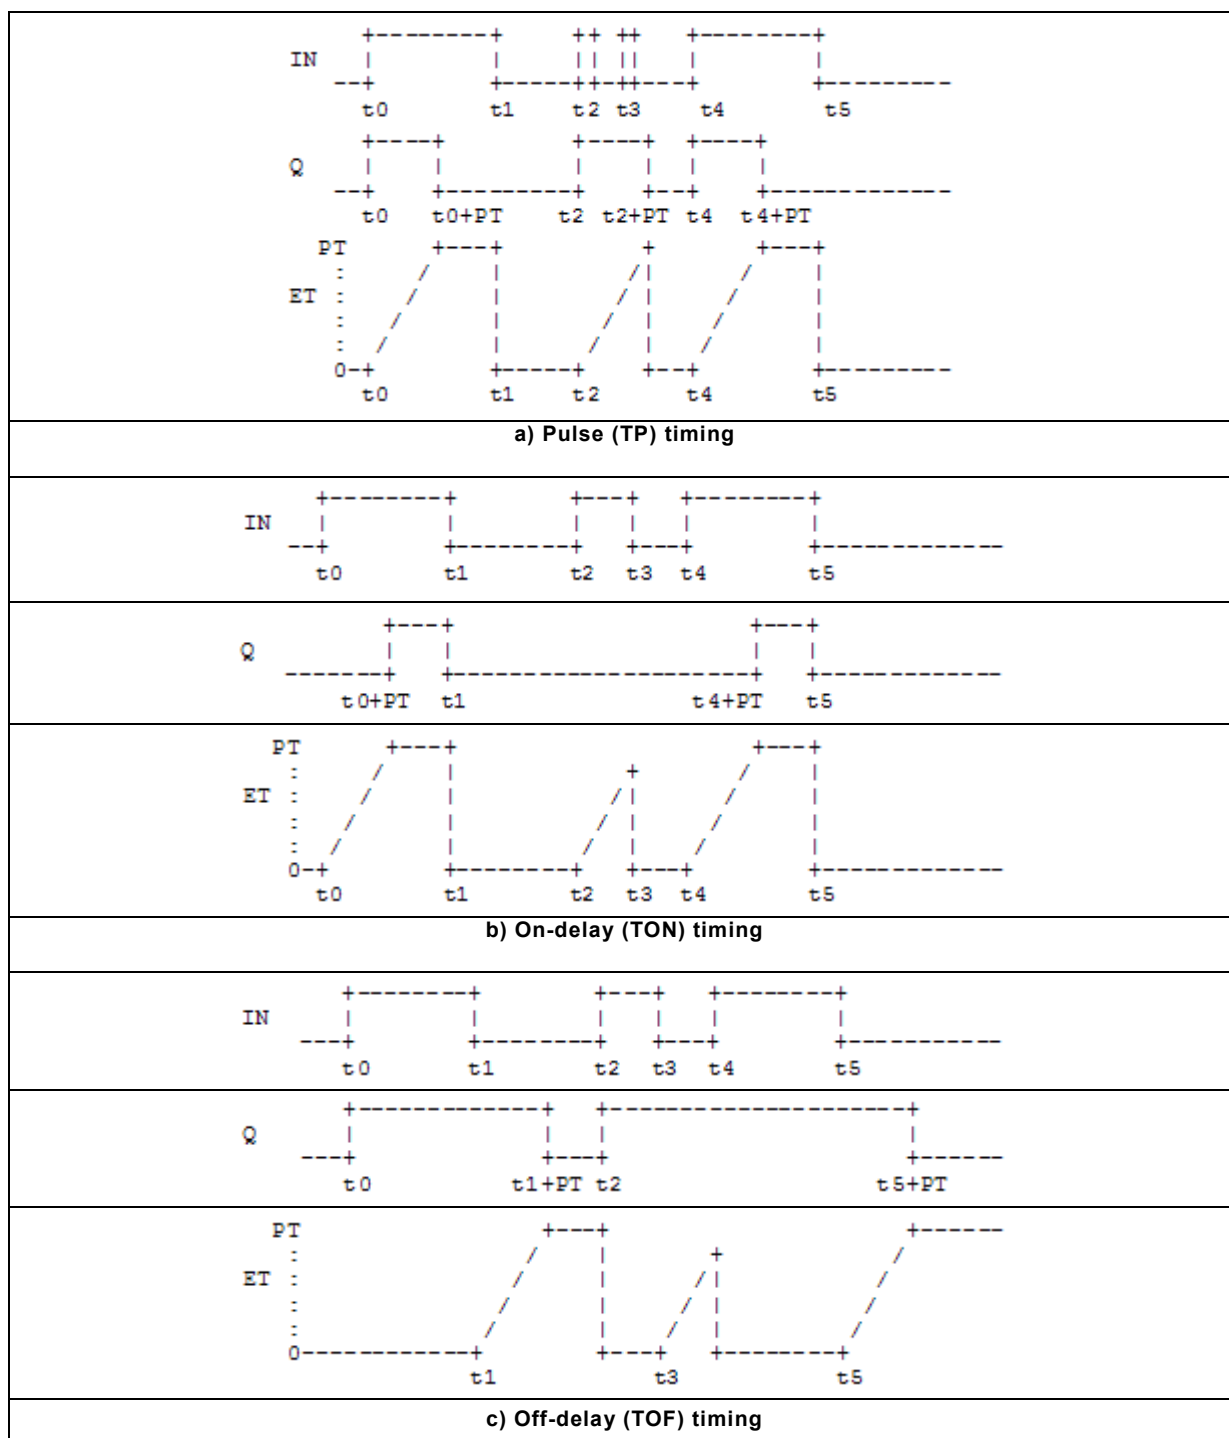 +--------+ ++ ++ +--------+
IN | | || || | |
--+ +-----++-++---+ +---------
t0 t1 t2 t3 t4 t5
+----+ +----+ +----+
Q | | | | | |
--+ +---------+ +--+ +-------------
t0 t0+PT t2 t2+PT t4 t4+PT
PT +---+ + +---+
: / | /| / |
ET : / | / | / |
: / | / | / |
: / | / | / |
0-+ +-----+ +--+ +---------
t0 t1 t2 t4 t5
a) Pulse (TP) timing
+--------+ +---+ +--------+
IN | | | | | |
--+ +--------+ +---+ +-------------
t0 t1 t2 t3 t4 t5
+---+ +---+
Q | | | |
-------+ +---------------------+ +-------------
t0+PT t1 t4+PT t5
PT +---+ +---+
: / | + / |
ET : / | /| / |
: / | / | / |
: / | / | / |
0-+ +--------+ +---+ +-------------
t0 t1 t2 t3 t4 t5
b) On-delay (TON) timing
+--------+ +---+ +--------+
IN | | | | | |
---+ +--------+ +---+ +-----------
t0 t1 t2 t3 t4 t5
+-------------+ +---------------------+
Q | | | |
---+ +---+ +------
t0 t1+PT t2 t5+PT
PT +---+ +------
: / | + /
ET : / | /| /
: / | / | /
: / | / | /
0------------+ +---+ +--------+
t1 t3 t5
c) Off-delay (TOF) timing